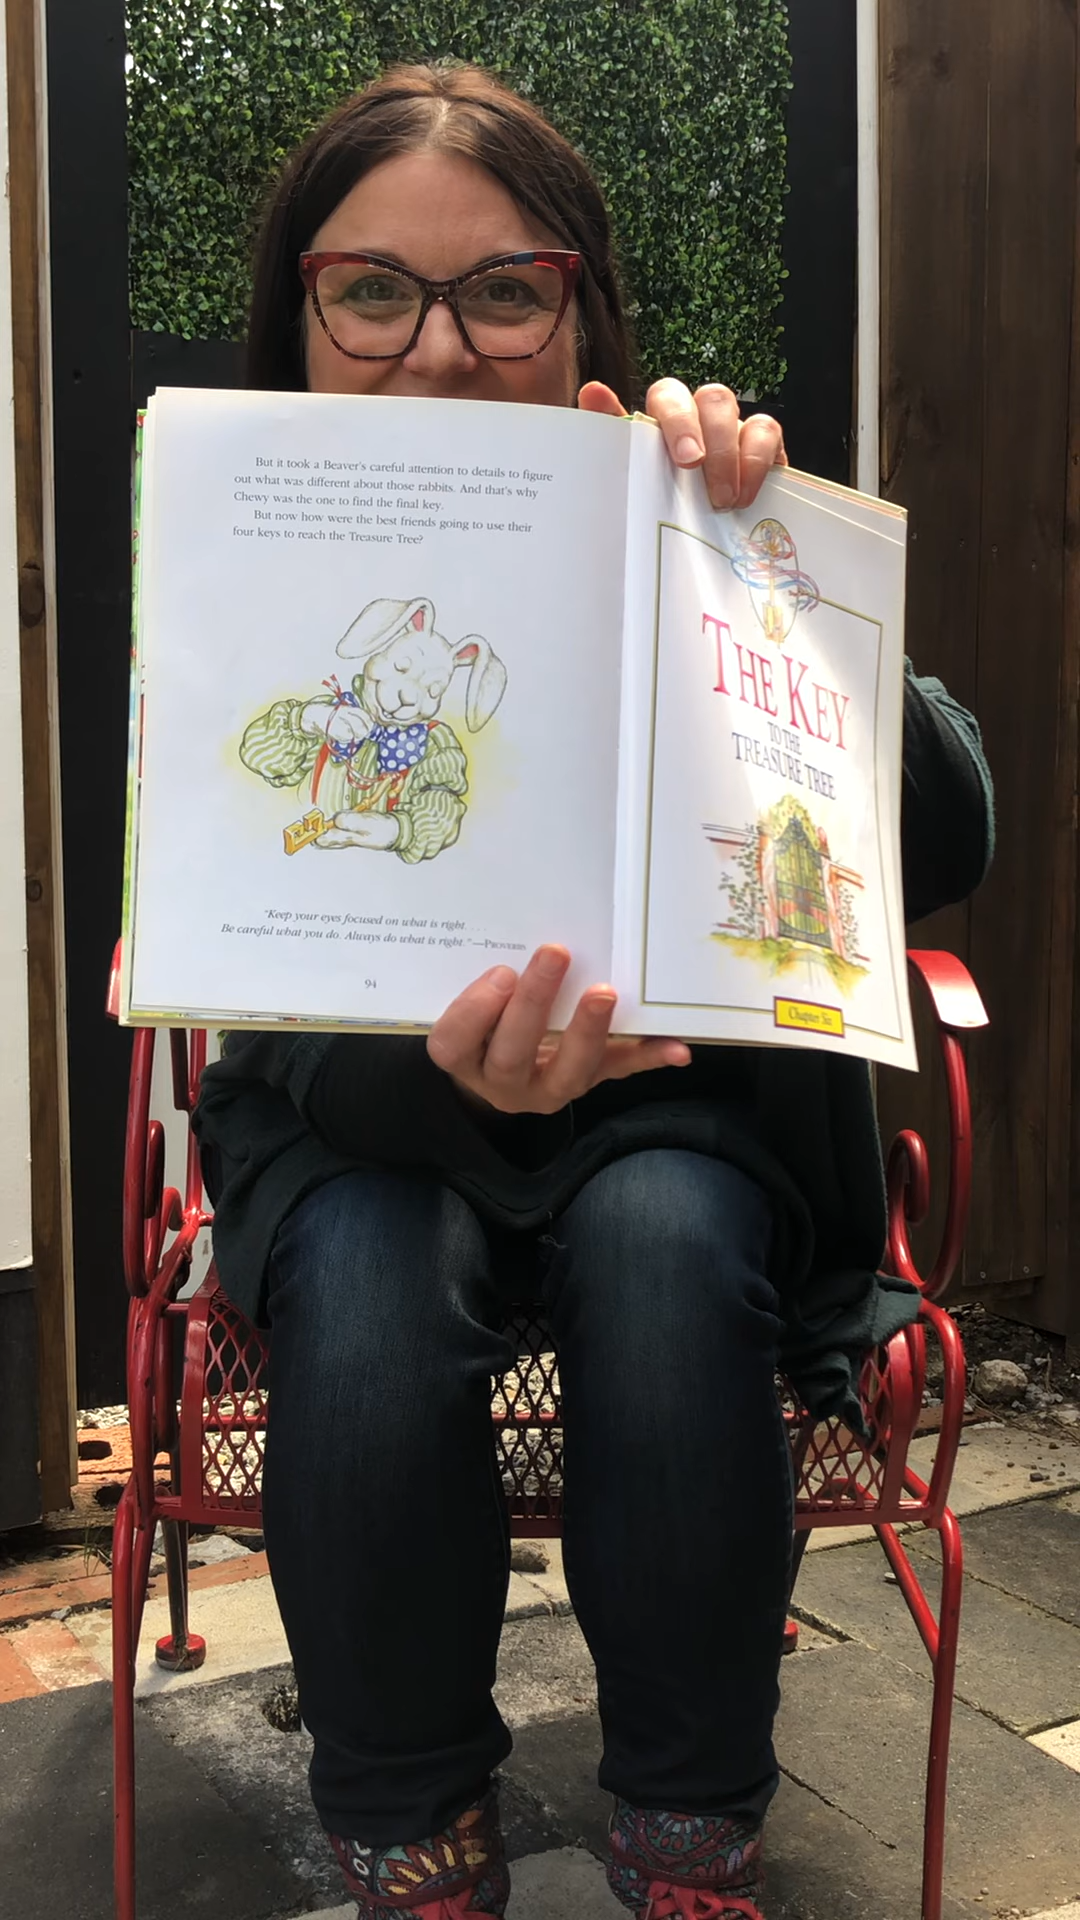 But it took a Beaver's careful attention to details to figure
out what was different about those rabbits. And that's why
Chewy was the one to find the final key.
But now how were the best friends going to use their
four keys to reach the Treasure Tree?
"Keep your eyes focused on what is right. . . .
Be careful what you do. Always do what is right." —PROVERBS
94
THE KEY
TO THE
TREASURE TREE
Chapter Six